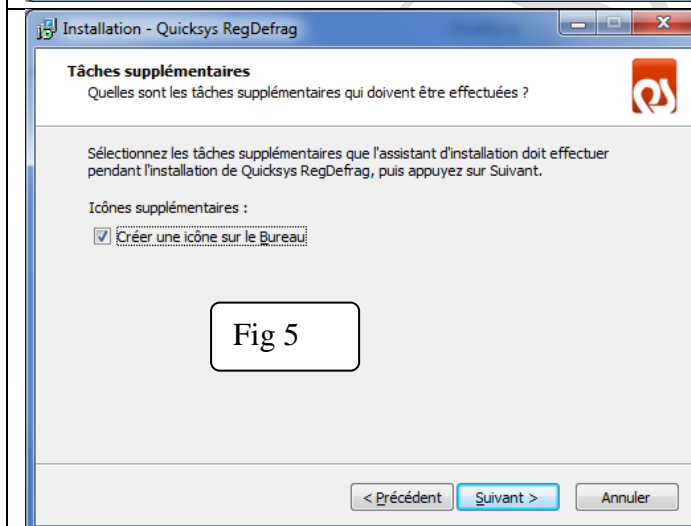 Installation - Quicksys RegDefrag
Tâches supplémentaires
Quelles sont les tâches supplémentaires qui doivent être effectuées ?
Sélectionnez les tâches supplémentaires que l'assistant d'installation doit effectuer
pendant l'installation de Quicksys RegDefrag, puis appuyez sur Suivant.
Icônes supplémentaires :
Créer une icône sur le Bureau
Fig 5
< Précédent Suivant > Annuler